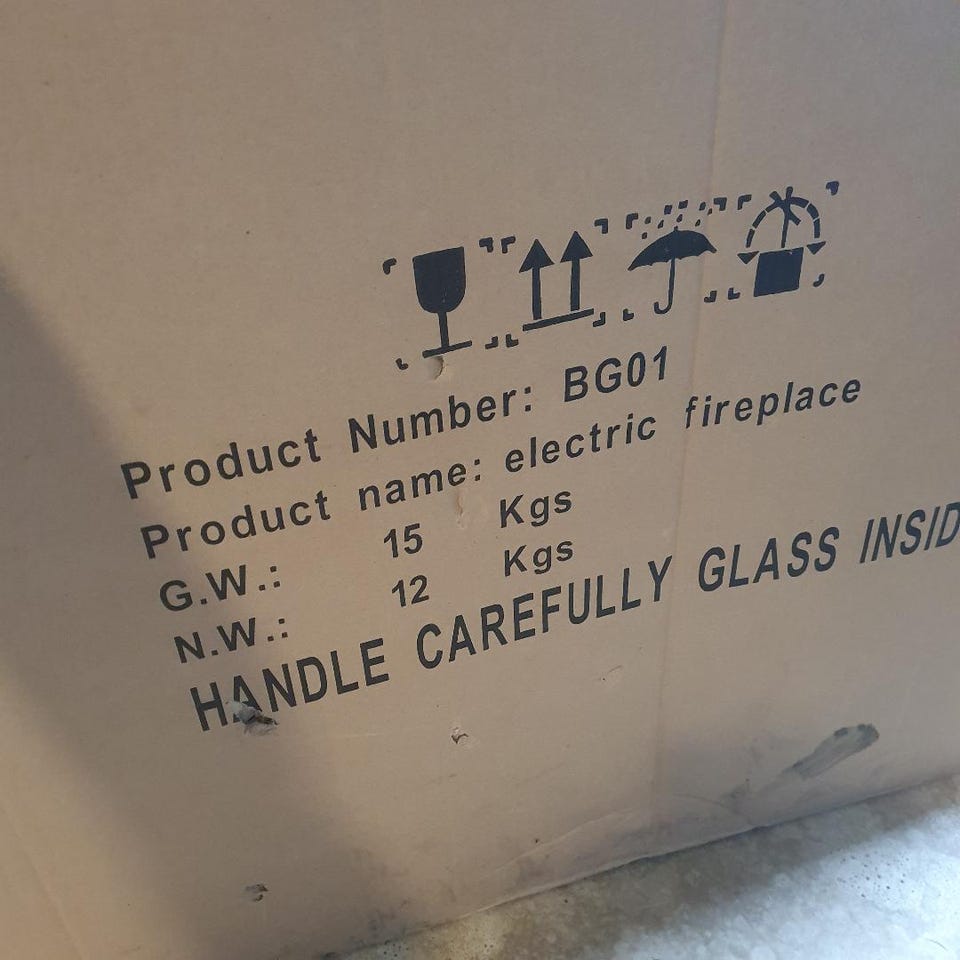 Product Number: BG01
Product name: electric fireplace
G.W.: 15 Kgs
N.W.: 12 Kgs
HANDLE CAREFULLY GLASS INSID